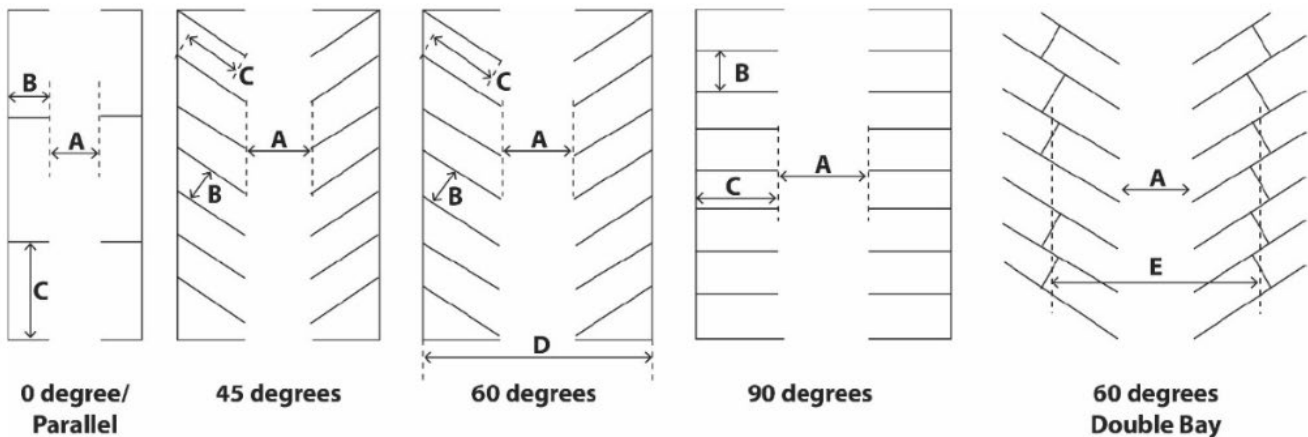 B
A
C
0 degree/
Parallel
C
A
B
45 degrees
C
A
B
D
60 degrees
B
A
C
90 degrees
A
E
60 degrees
Double Bay